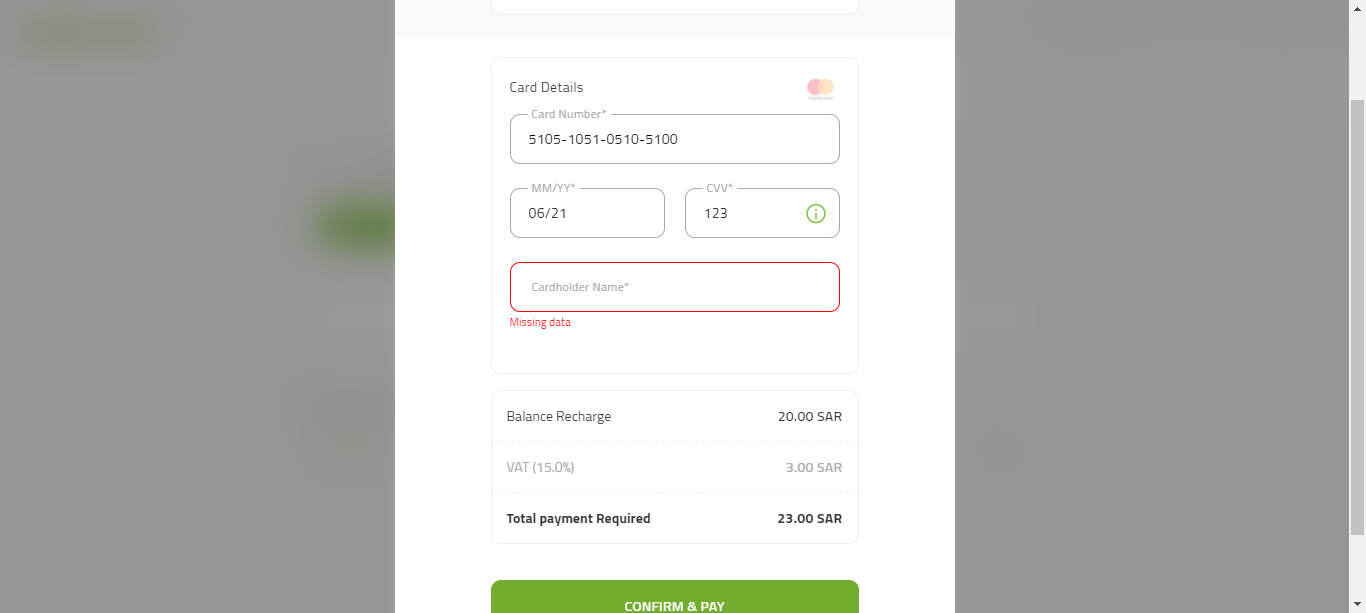 Card Details
Card Number*
5105-1051-0510-5100
MM/YY*
CVV*
06/21
123
Cardholder Name*
Missing data
Balance Recharge 20.00 SAR
VAT (15.0%) 3.00 SAR
Total payment Required 23.00 SAR
CONFIRM & PAY